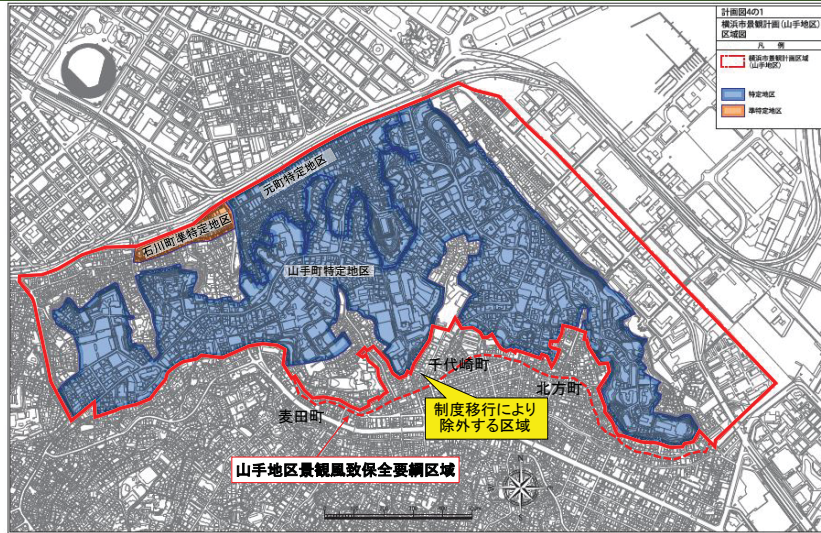 計画図4の1
横浜市景観計画(山手地区)
区域図
凡 例
横浜市景観計画区域
(山手地区)
特定地区
準特定地区
元町特定地区
石川町準特定地区
山手町特定地区
千代崎町
北方町
麦田町
制度移行により
除外する区域
山手地区景観風致保全要綱区域